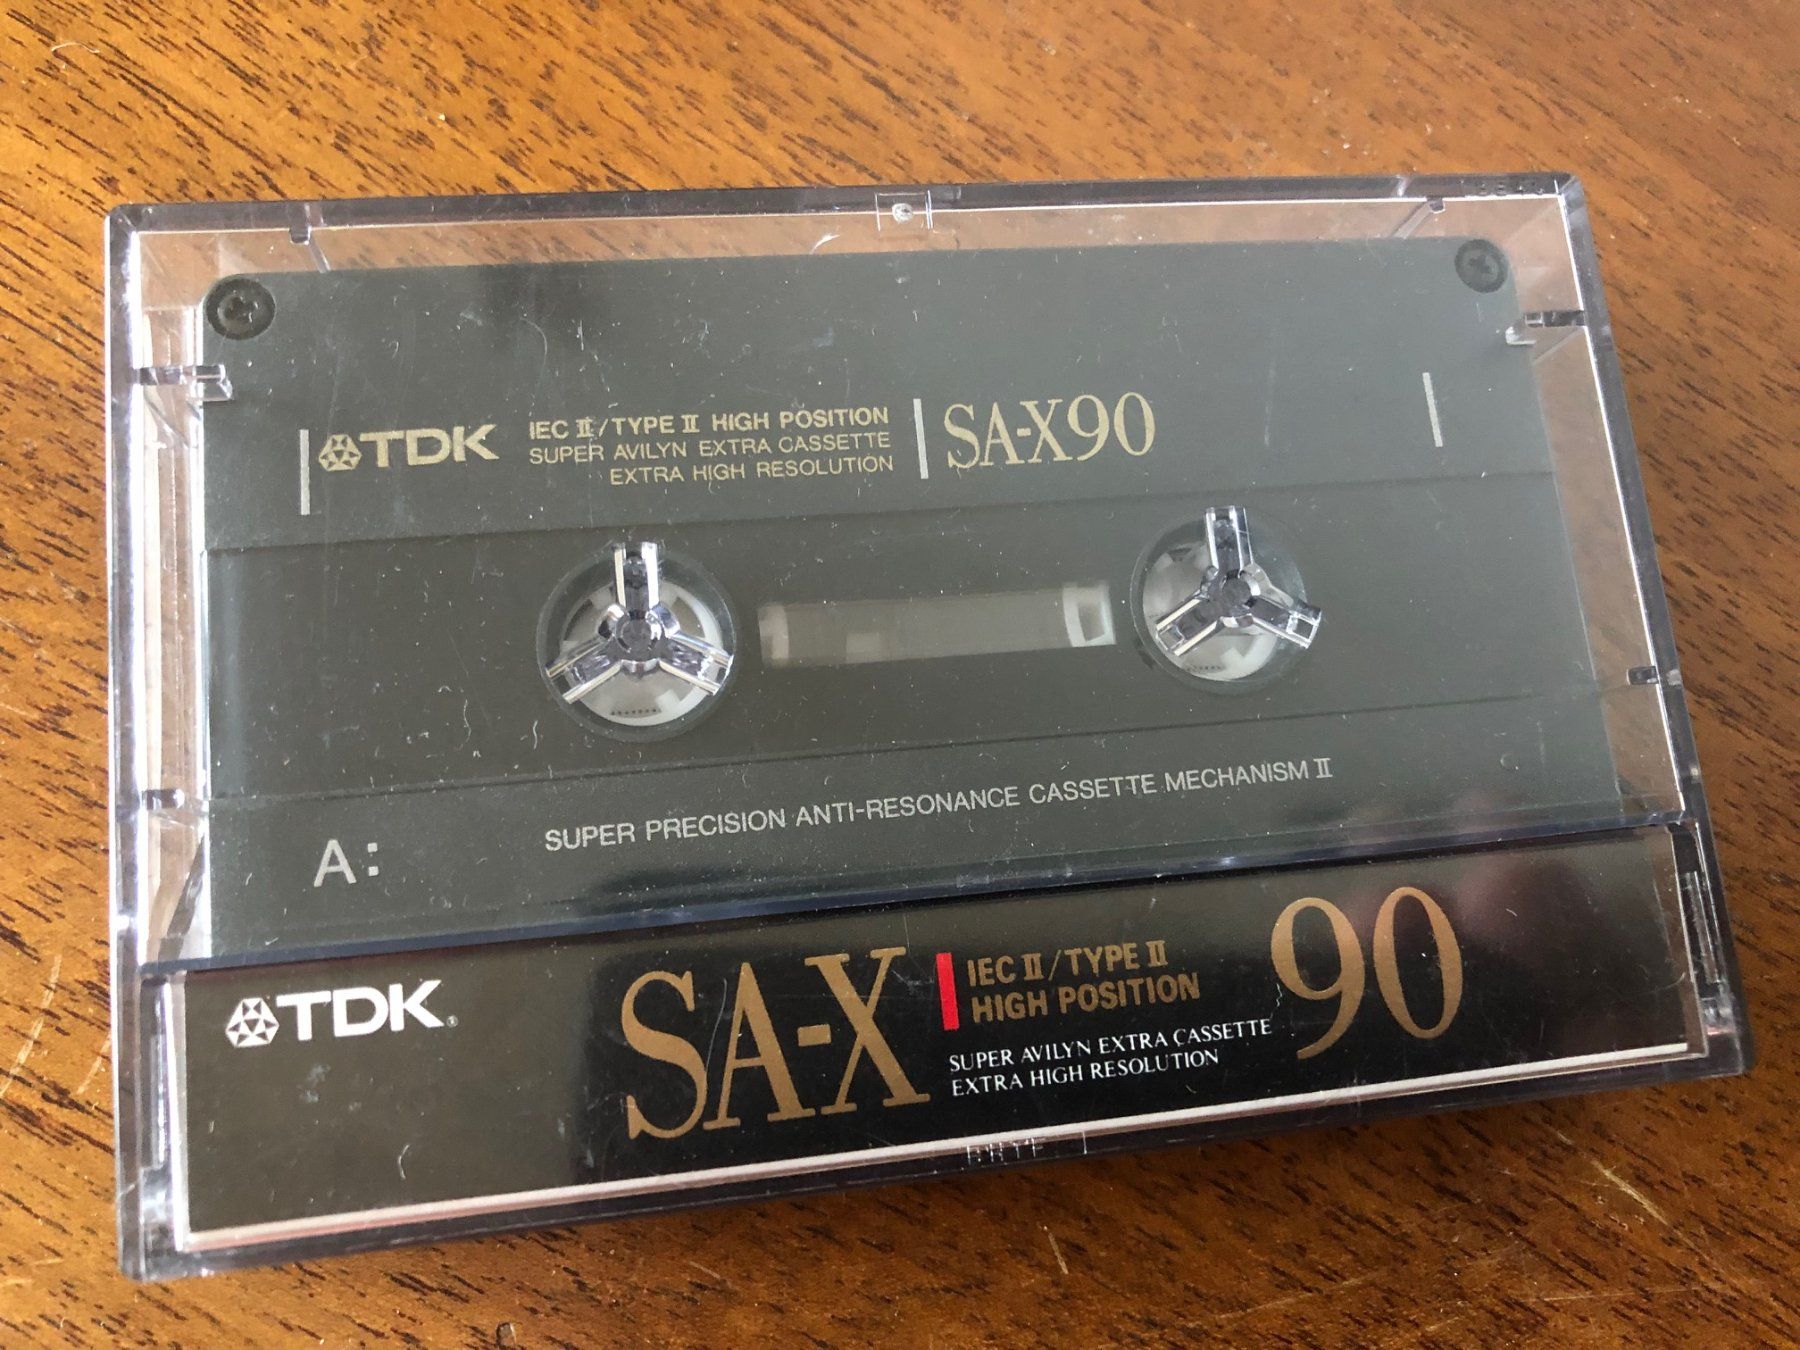 TDK
IEC II/TYPE II HIGH POSITION
SUPER AVILYN EXTRA CASSETTE
EXTRA HIGH RESOLUTION
SA-X90
SUPER PRECISION ANTI-RESONANCE CASSETTE MECHANISM II
A:
TDK®
SA-X
IEC II/TYPE II
HIGH POSITION
SUPER AVILYN EXTRA CASSETTE
EXTRA HIGH RESOLUTION
90